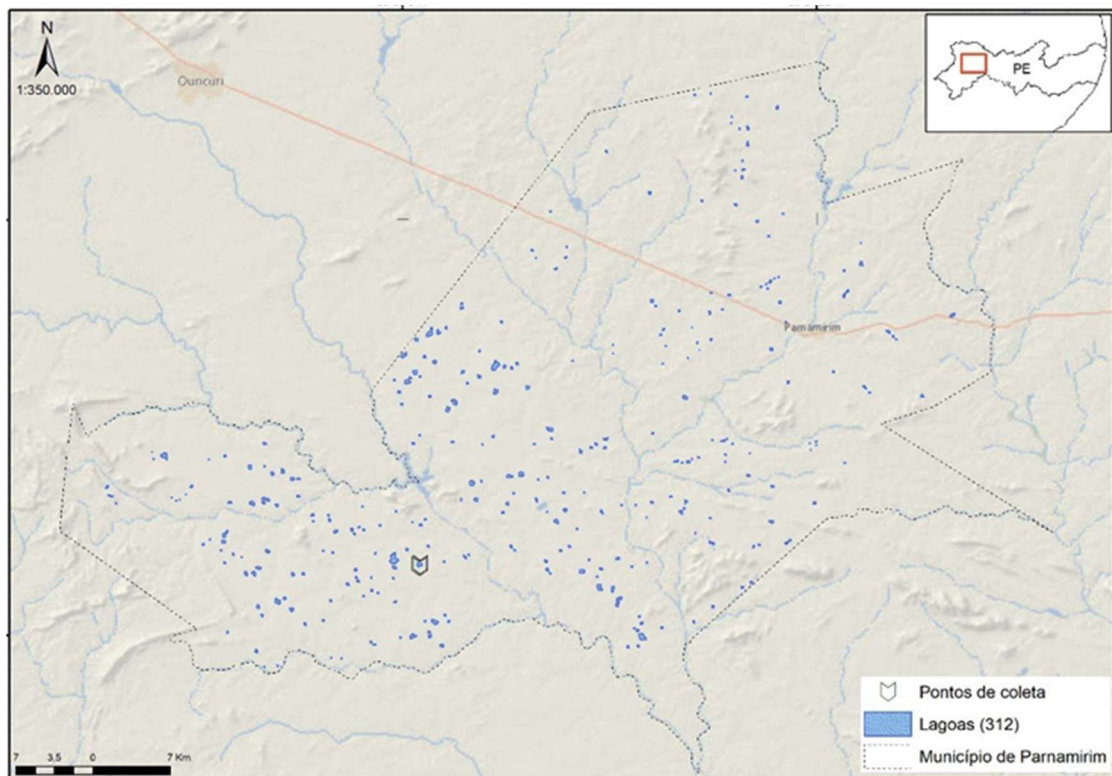 N
1:350.000
Ouricuri
PE
Parnamirim
Pontos de coleta
Lagoas (312)
Município de Parnamirim
7 3,5 0 7 Km